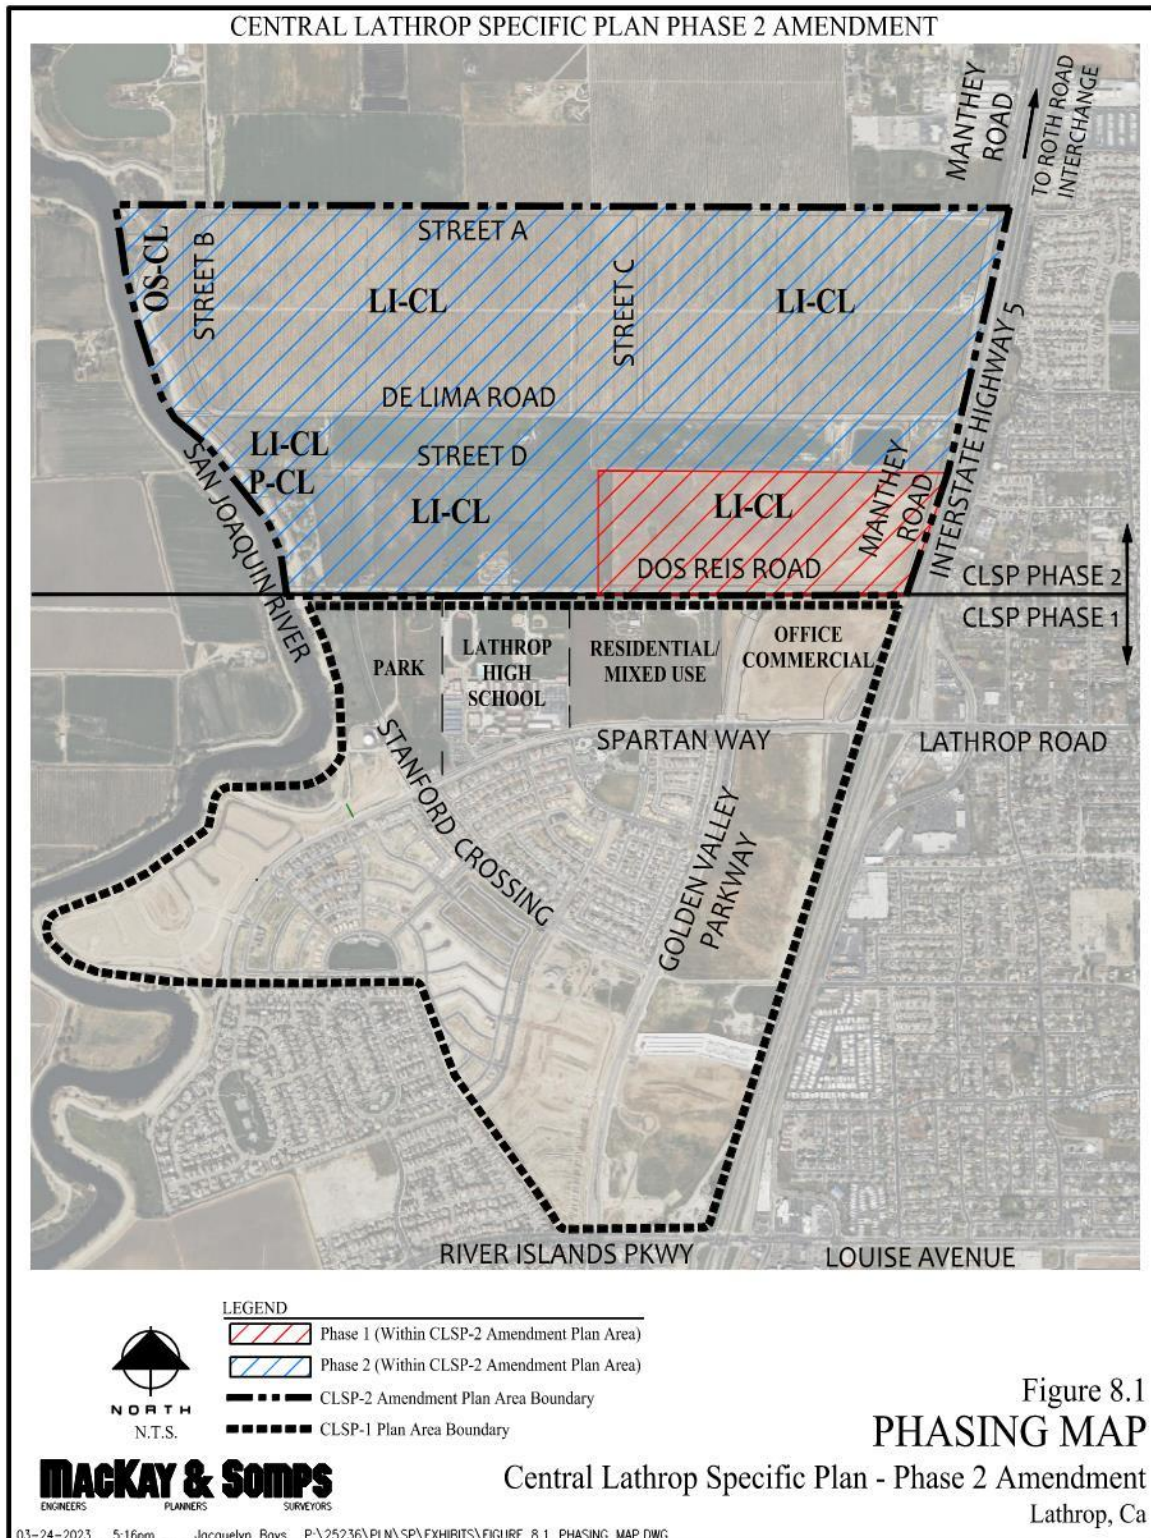 CENTRAL LATHROP SPECIFIC PLAN PHASE 2 AMENDMENT
MANTHEY
ROAD
TO ROTH ROAD
INTERCHANGE
STREET A
OS-CL
STREET B
LI-CL
STREET C
LI-CL
DE LIMA ROAD
INTERSTATE HIGHWAY 5
LI-CL
STREET D
P-CL
LI-CL
LI-CL
MANTHEY
ROAD
SAN JOAQUIN RIVER
DOS REIS ROAD
CLSP PHASE 2
CLSP PHASE 1
PARK
LATHROP
HIGH
SCHOOL
RESIDENTIAL/
MIXED USE
OFFICE
COMMERCIAL
SPARTAN WAY
LATHROP ROAD
STANFORD CROSSING
GOLDEN VALLEY
PARKWAY
RIVER ISLANDS PKWY
LOUISE AVENUE
LEGEND
Phase 1 (Within CLSP-2 Amendment Plan Area)
Phase 2 (Within CLSP-2 Amendment Plan Area)
CLSP-2 Amendment Plan Area Boundary
CLSP-1 Plan Area Boundary
NORTH
N.T.S.
Figure 8.1
PHASING MAP
Central Lathrop Specific Plan - Phase 2 Amendment
Lathrop, Ca
MACKAY & SOMPS
ENGINEERS PLANNERS SURVEYORS
03-24-2023 5:16pm Jacquelyn Bays P:\25236\PLN\SP\EXHIBITS\FIGURE 8.1 PHASING MAP.DWG